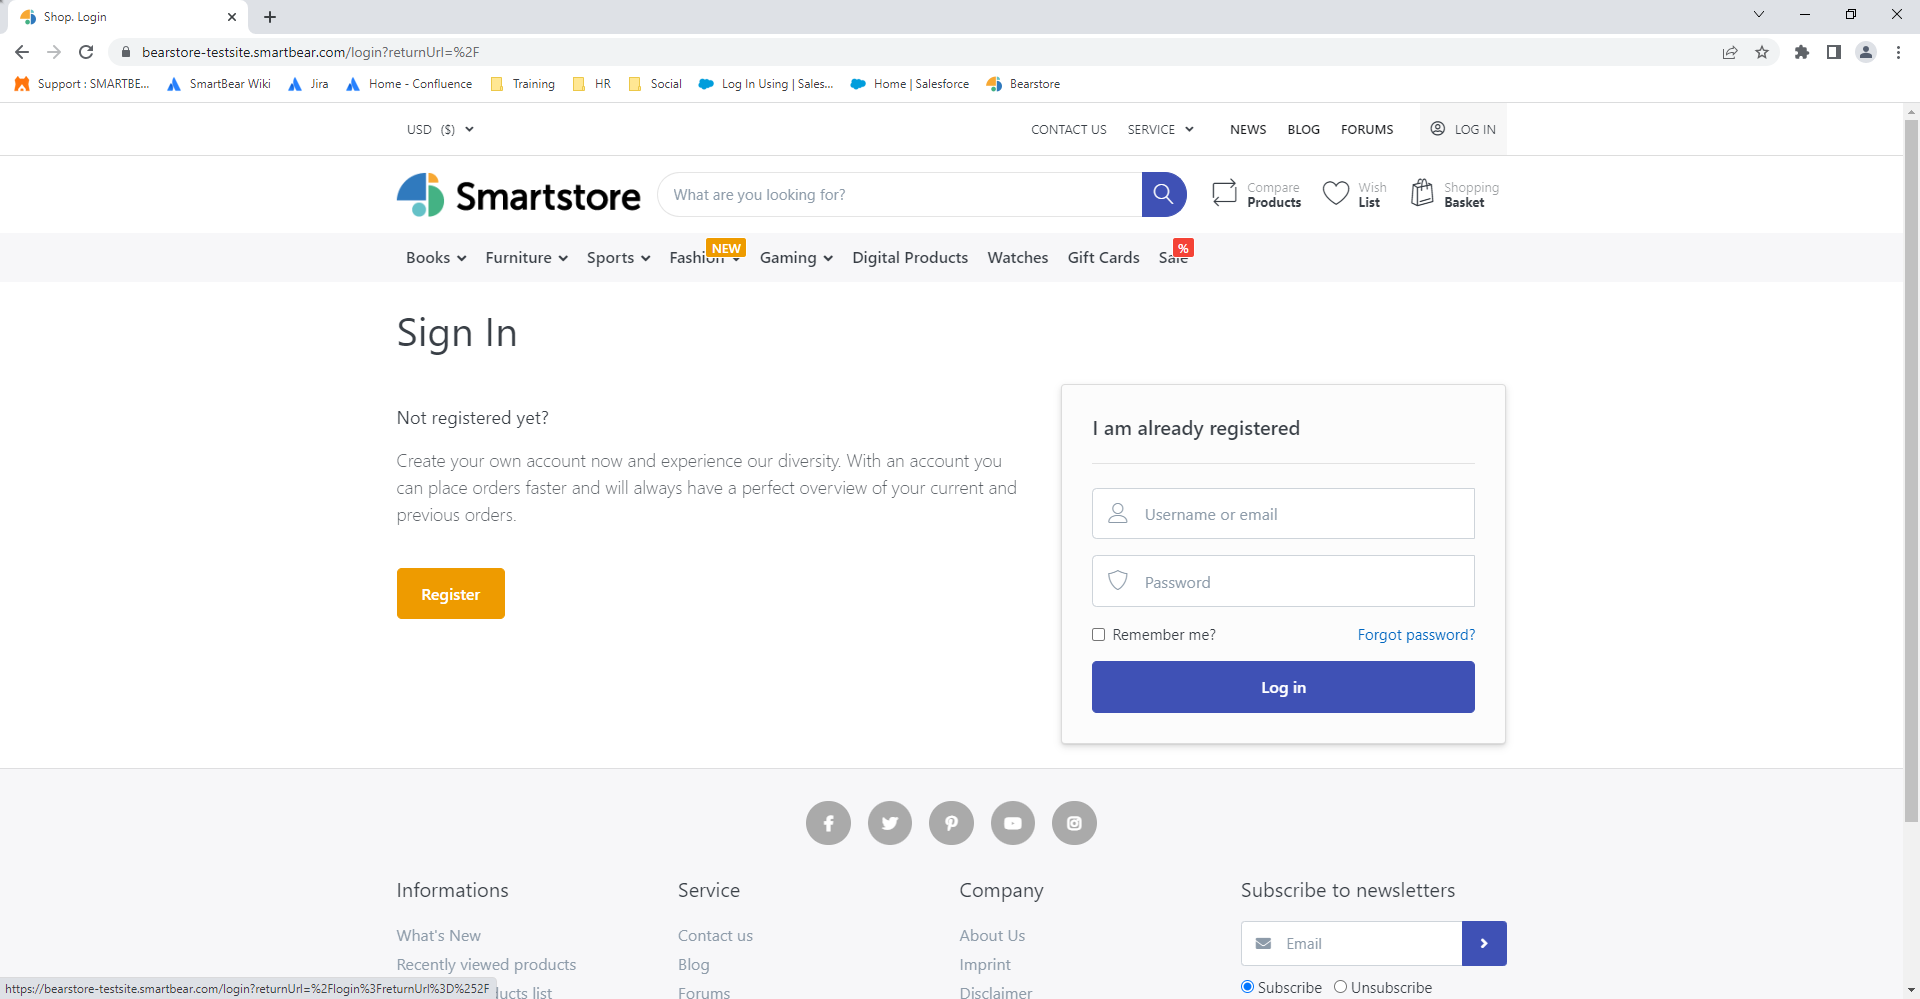 Shop. Login
bearstore-testsite.smartbear.com/login?returnUrl=%2F
Support : SMARTBE... SmartBear Wiki Jira Home - Confluence Training HR Social Log In Using | Sales... Home | Salesforce Bearstore
USD ($) CONTACT US SERVICE NEWS BLOG FORUMS LOG IN
Smartstore What are you looking for? Compare Products Wish List Shopping Basket
NEW %
Books Furniture Sports Fashion Gaming Digital Products Watches Gift Cards Sale
Sign In
Not registered yet?
Create your own account now and experience our diversity. With an account you
can place orders faster and will always have a perfect overview of your current and
previous orders.
Register
I am already registered
Username or email
Password
Remember me? Forgot password?
Log in
Informations Service Company Subscribe to newsletters
What's New Contact us About Us Email
Recently viewed products Blog Imprint
ucts list Forums Disclaimer Subscribe Unsubscribe
https://bearstore-testsite.smartbear.com/login?returnUrl=%2Flogin%3FreturnUrl%3D%252F